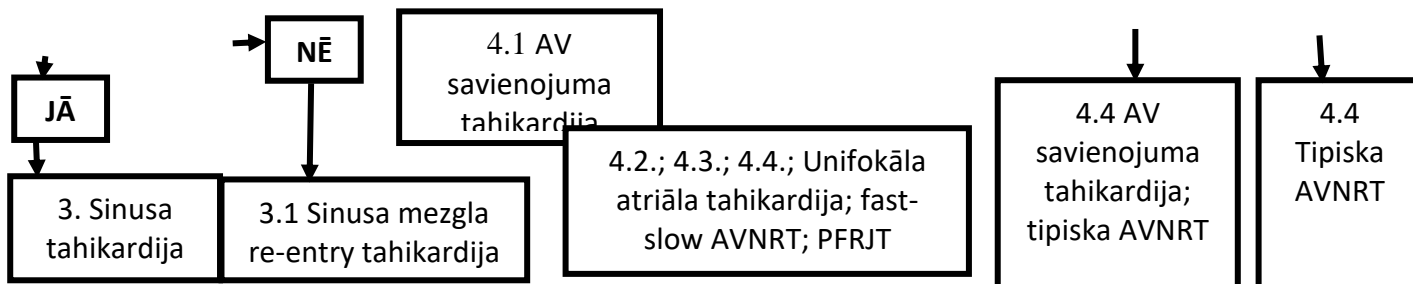 JĀ
3. Sinusa
tahikardija
NĒ
3.1 Sinusa mezgla
re-entry tahikardija
4.1 AV
savienojuma
tahikardija
4.2.; 4.3.; 4.4.; Unifokāla
atriāla tahikardija; fast-
slow AVNRT; PFRJT
4.4 AV
savienojuma
tahikardija;
tipiska AVNRT
4.4
Tipiska
AVNRT